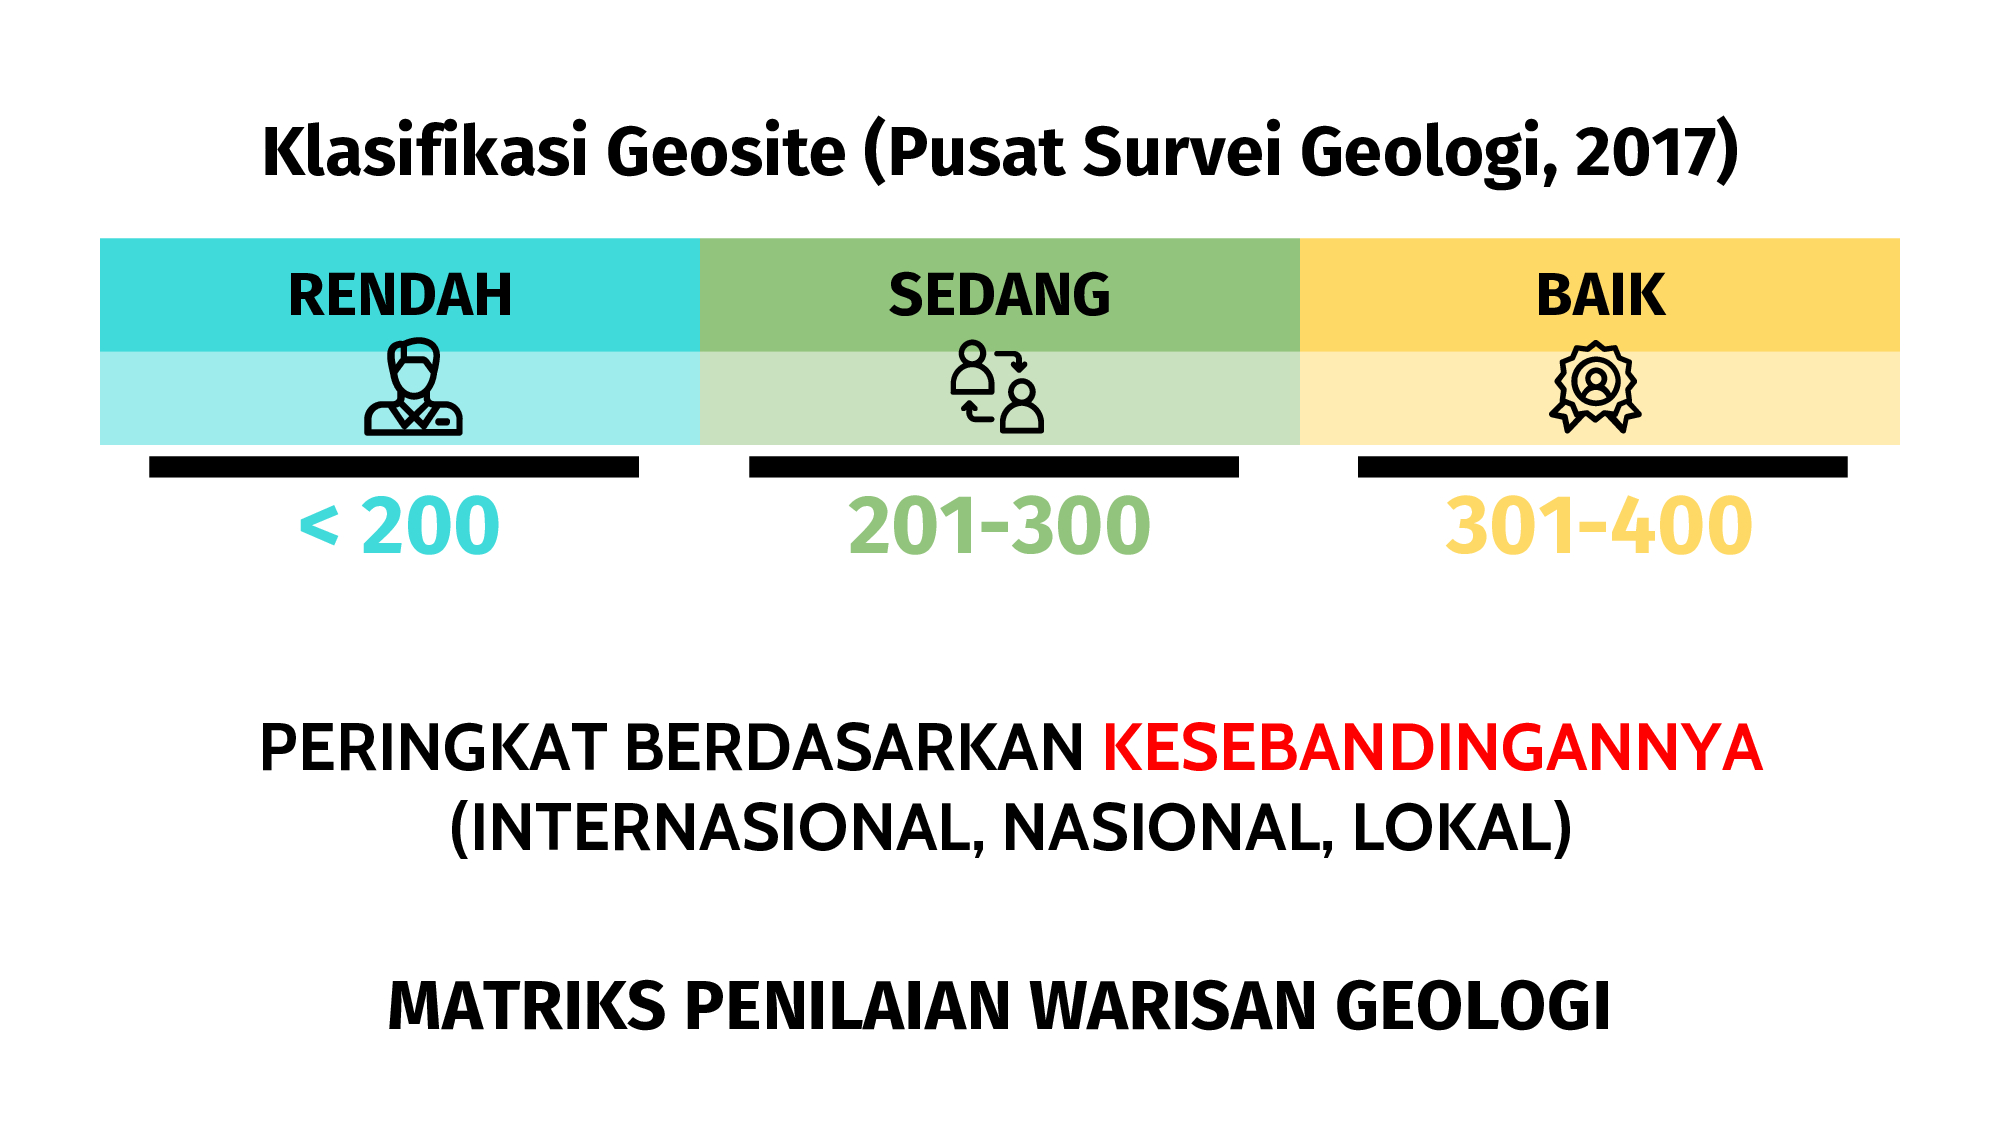 Klasifikasi Geosite (Pusat Survei Geologi, 2017)
RENDAH
SEDANG
BAIK
< 200
201-300
301-400
PERINGKAT BERDASARKAN KESEBANDINGANNYA
(INTERNASIONAL, NASIONAL, LOKAL)
MATRIKS PENILAIAN WARISAN GEOLOGI